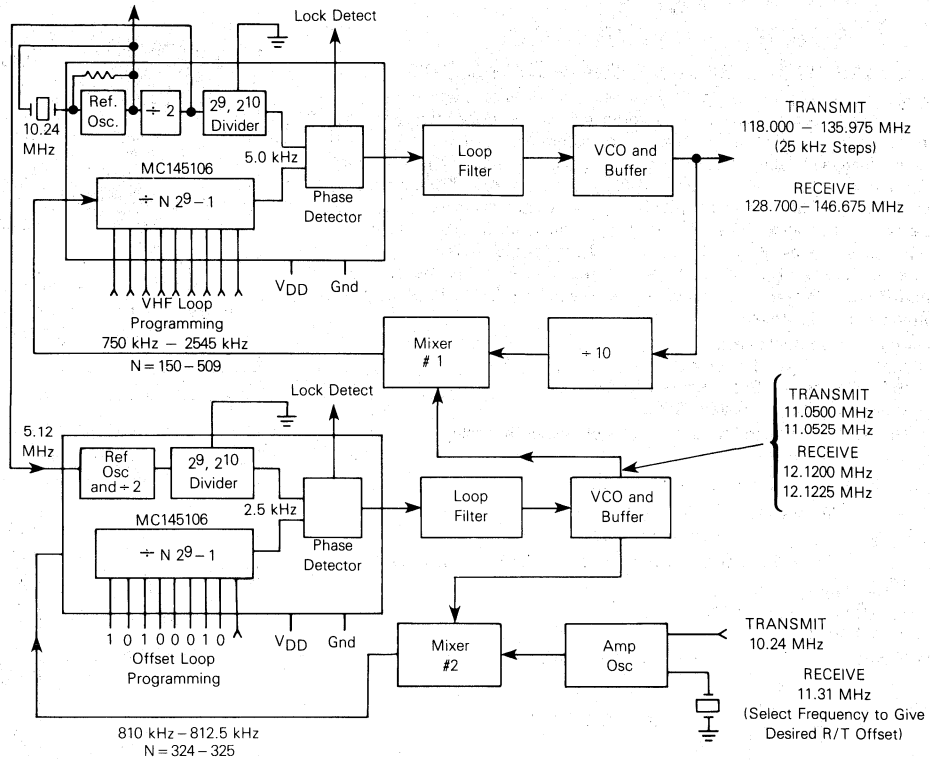 Lock Detect
10.24
MHz
Ref.
Osc.
÷ 2
2⁹, 2¹⁰
Divider
5.0 kHz
MC145106
÷ N 2⁹ – 1
Phase
Detector
VDD
Gnd
VHF Loop
Programming
750 kHz – 2545 kHz
N = 150 – 509
Loop
Filter
VCO and
Buffer
TRANSMIT
118.000 – 135.975 MHz
(25 kHz Steps)
RECEIVE
128.700 – 146.675 MHz
Mixer
# 1
÷ 10
Lock Detect
5.12
MHz
Ref
Osc
and ÷ 2
2⁹, 2¹⁰
Divider
2.5 kHz
MC145106
÷ N 2⁹ – 1
Phase
Detector
1 0 1 0 0 0 1 0
VDD
Gnd
Offset Loop
Programming
810 kHz – 812.5 kHz
N = 324 – 325
Loop
Filter
VCO and
Buffer
TRANSMIT
11.0500 MHz
11.0525 MHz
RECEIVE
12.1200 MHz
12.1225 MHz
Mixer
#2
Amp
Osc
TRANSMIT
10.24 MHz
RECEIVE
11.31 MHz
(Select Frequency to Give
Desired R/T Offset)